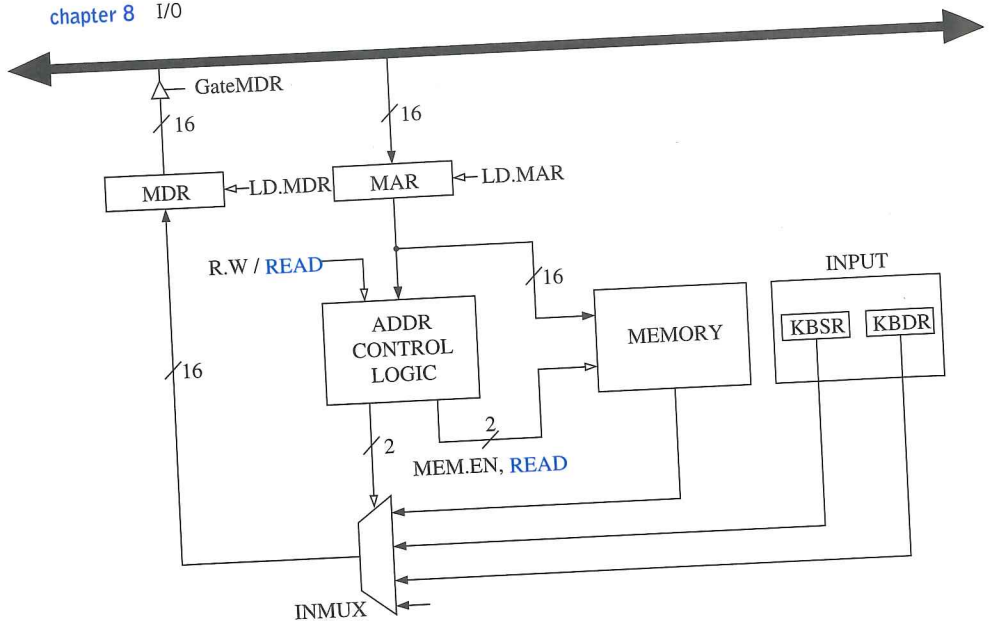 chapter 8 I/O
GateMDR
16
16
MDR
LD.MDR
MAR
LD.MAR
R.W / READ
16
INPUT
ADDR
CONTROL
LOGIC
MEMORY
KBSR
KBDR
16
2
2
MEM.EN, READ
INMUX